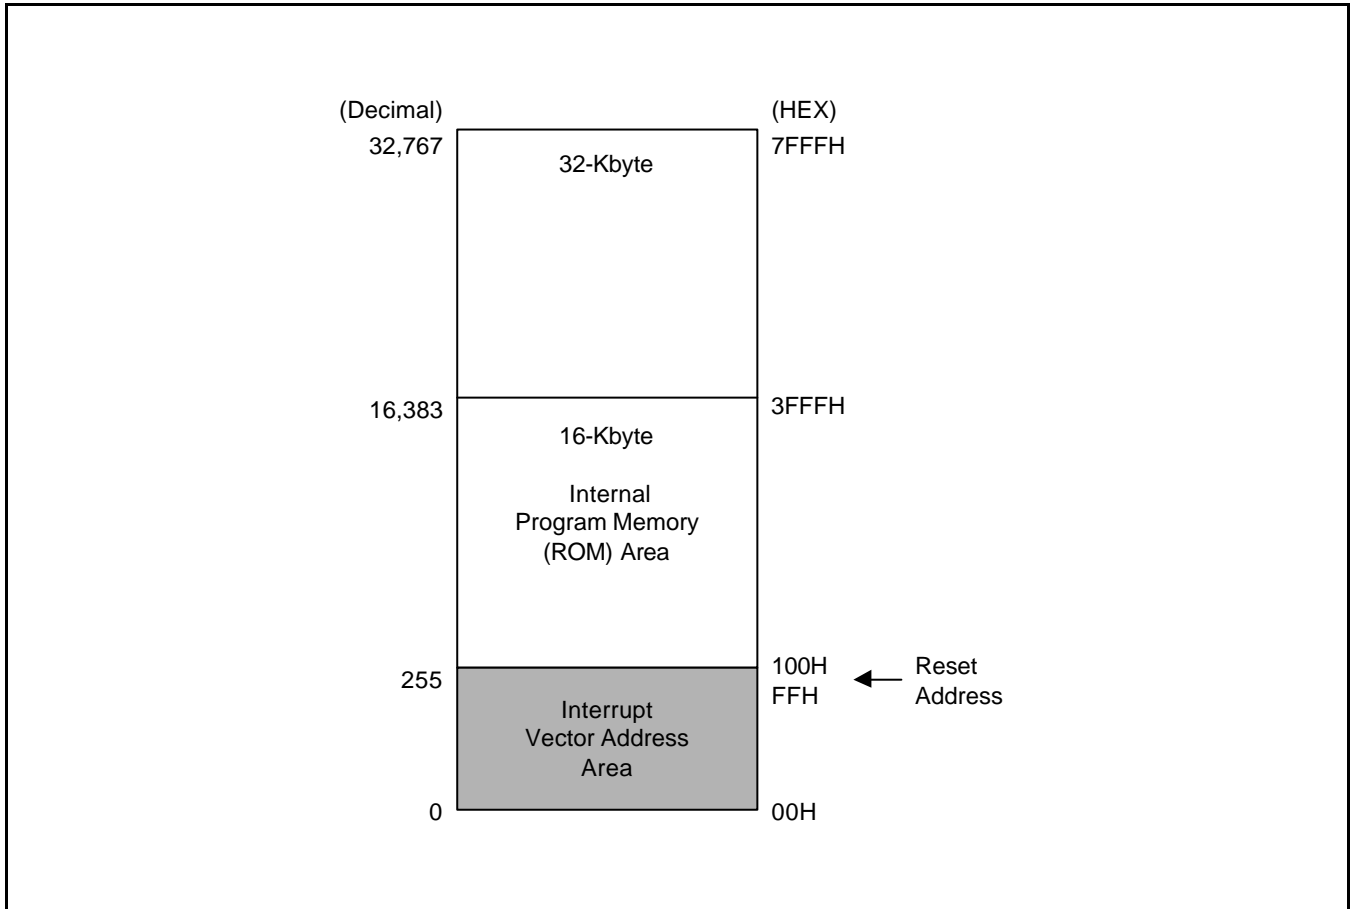 (Decimal)
(HEX)
32,767
7FFFH
32-Kbyte
16,383
3FFFH
16-Kbyte
Internal
Program Memory
(ROM) Area
255
100H
FFH
Reset
Address
Interrupt
Vector Address
Area
0
00H